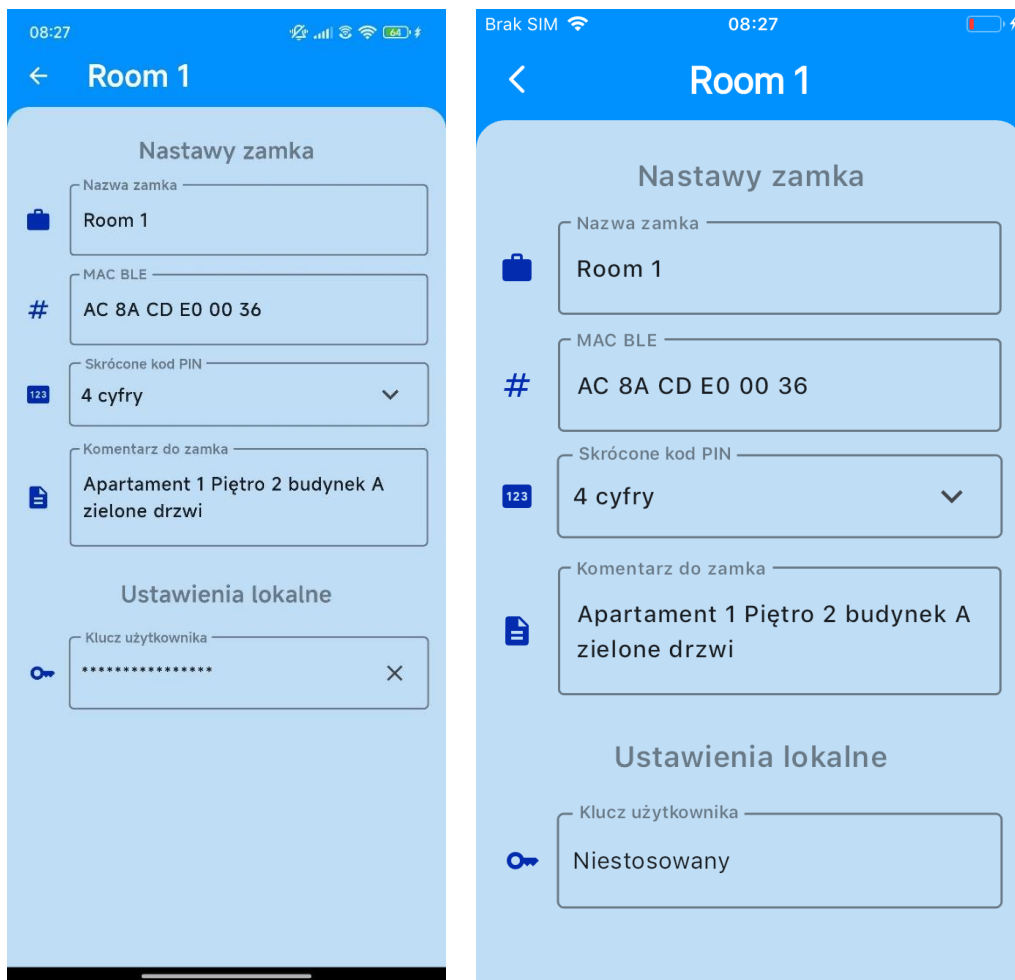 08:27
64
Room 1
Nastawy zamka
Nazwa zamka
Room 1
MAC BLE
# AC 8A CD E0 00 36
Skrócone kod PIN
123 4 cyfry
Komentarz do zamka
Apartament 1 Piętro 2 budynek A
zielone drzwi
Ustawienia lokalne
Klucz użytkownika
****************
Brak SIM 08:27
Room 1
Nastawy zamka
Nazwa zamka
Room 1
MAC BLE
# AC 8A CD E0 00 36
Skrócone kod PIN
123 4 cyfry
Komentarz do zamka
Apartament 1 Piętro 2 budynek A
zielone drzwi
Ustawienia lokalne
Klucz użytkownika
Niestosowany